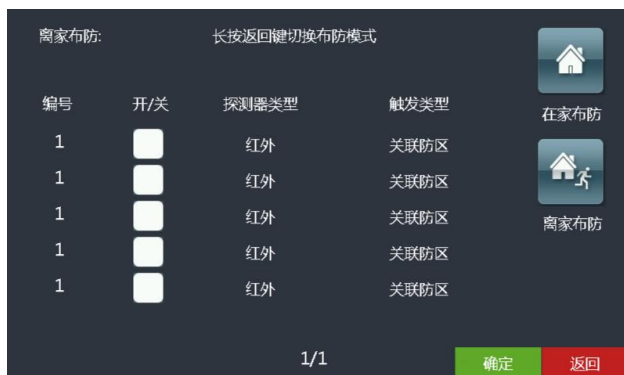 离家布防: 长按返回键切换布防模式
编号 开/关 探测器类型 触发类型
1 红外 关联防区
1 红外 关联防区
1 红外 关联防区
1 红外 关联防区
1 红外 关联防区
在家布防
离家布防
1/1 确定 返回